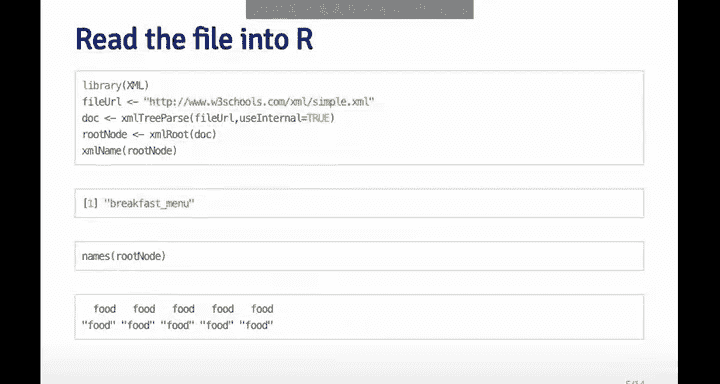 Read the file into R
library(XML)
fileUrl <- "http://www.w3schools.com/xml/simple.xml"
doc <- xmlTreeParse(fileUrl,useInternal=TRUE)
rootNode <- xmlRoot(doc)
xmlName(rootNode)
[1] "breakfast_menu"
names(rootNode)
food food food food food
"food" "food" "food" "food" "food"